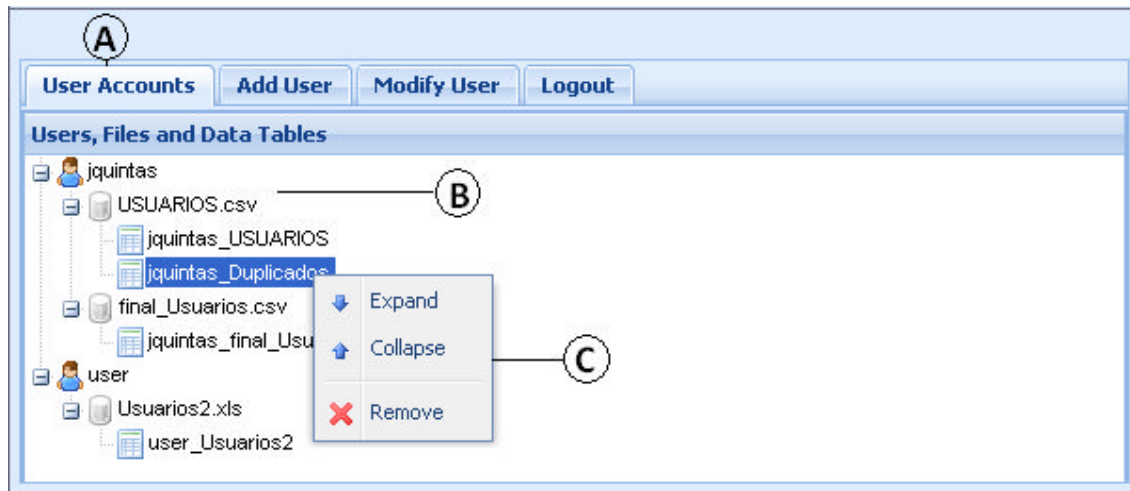 A
User Accounts Add User Modify User Logout
Users, Files and Data Tables
jquintas
USUARIOS.csv
B
jquintas_USUARIOS
jquintas_Duplicados
final_Usuarios.csv
jquintas_final_Usu
user
Usuarios2.xls
user_Usuarios2
Expand
Collapse
Remove
C